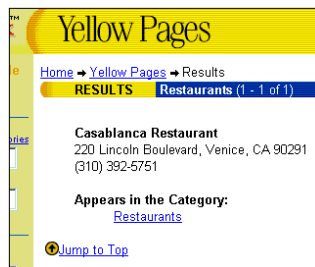 TM
Yellow Pages
Home → Yellow Pages → Results
RESULTS Restaurants (1 - 1 of 1)
Casablanca Restaurant
220 Lincoln Boulevard, Venice, CA 90291
(310) 392-5751
Appears in the Category:
Restaurants
Jump to Top